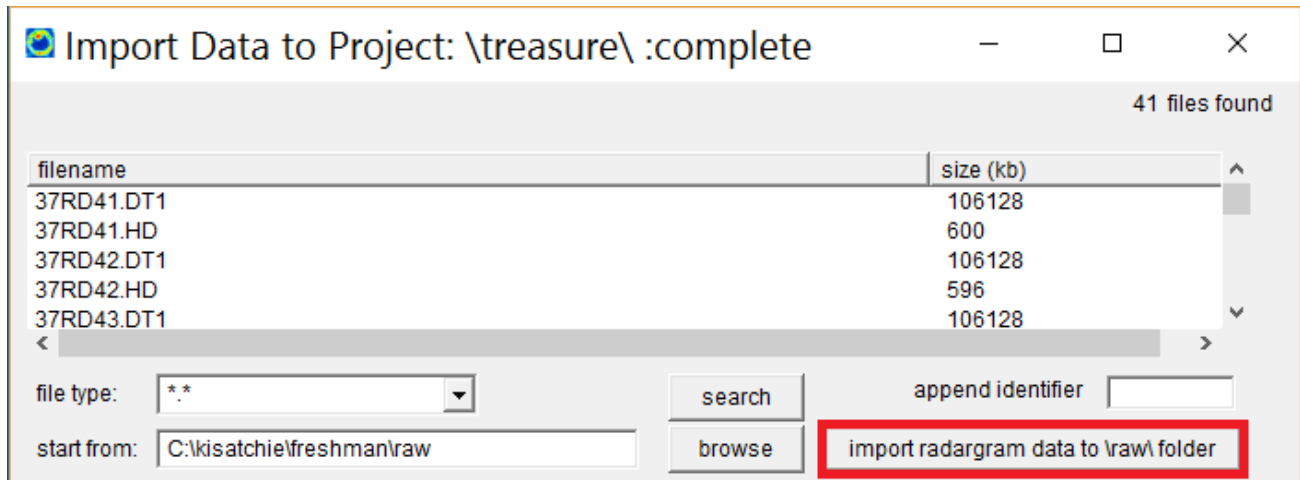 Import Data to Project: \treasure\ :complete
41 files found
filename size (kb)
37RD41.DT1 106128
37RD41.HD 600
37RD42.DT1 106128
37RD42.HD 596
37RD43.DT1 106128
file type: *.* search append identifier
start from: C:\kisatchie\freshman\raw browse import radargram data to \raw\ folder